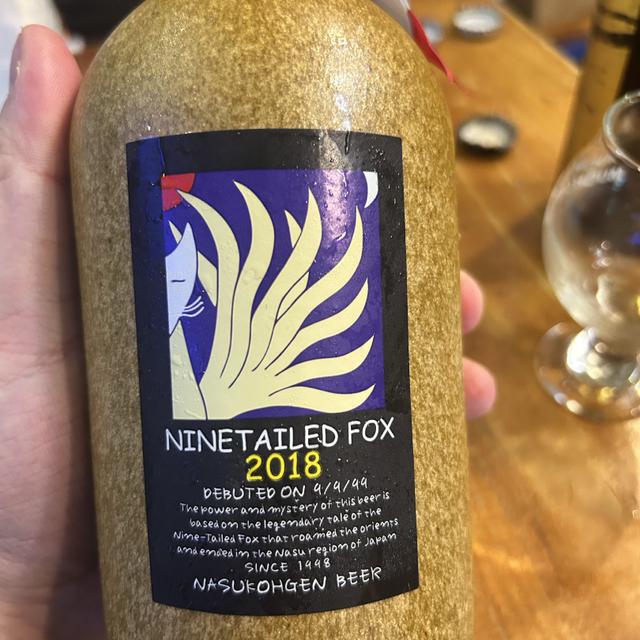 NINETAILED FOX
2018
DEBUTED ON 9/9/99
The power and mystery of this beer is
based on the legendary tale of the
Nine-Tailed Fox that roamed the orients
and ended in the Nasu region of Japan
SINCE 1998
NASUKOHGEN BEER